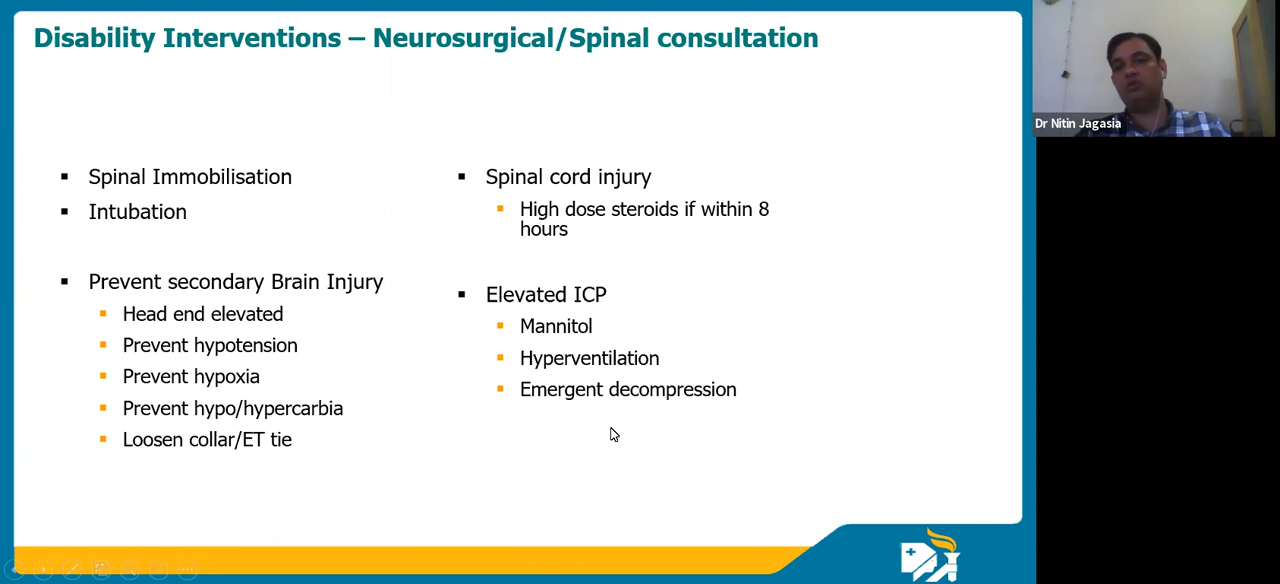 Disability Interventions – Neurosurgical/Spinal consultation
Dr Nitin Jagasia
Spinal Immobilisation
Intubation
Prevent secondary Brain Injury
Head end elevated
Prevent hypotension
Prevent hypoxia
Prevent hypo/hypercarbia
Loosen collar/ET tie
Spinal cord injury
High dose steroids if within 8
hours
Elevated ICP
Mannitol
Hyperventilation
Emergent decompression